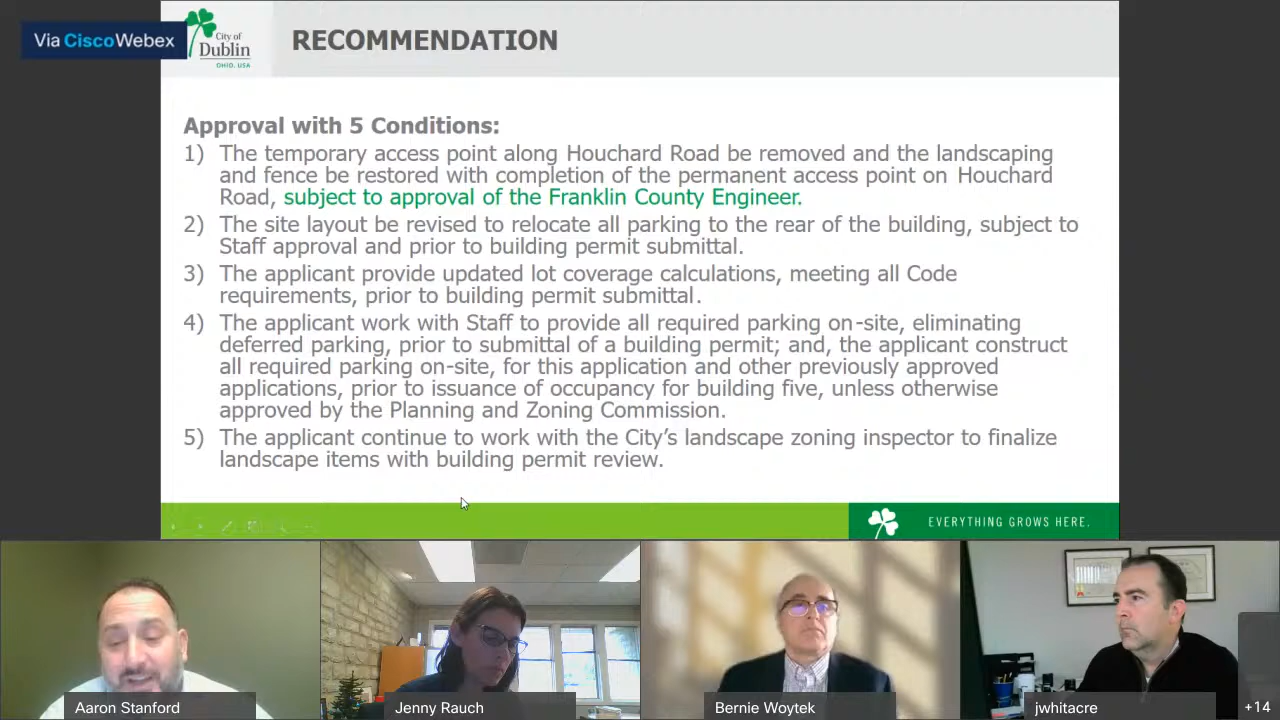 Via Cisco Webex
City of
Dublin
OHIO, USA
RECOMMENDATION
Approval with 5 Conditions:
1) The temporary access point along Houchard Road be removed and the landscaping
and fence be restored with completion of the permanent access point on Houchard
Road, subject to approval of the Franklin County Engineer.
2) The site layout be revised to relocate all parking to the rear of the building, subject to
Staff approval and prior to building permit submittal.
3) The applicant provide updated lot coverage calculations, meeting all Code
requirements, prior to building permit submittal.
4) The applicant work with Staff to provide all required parking on-site, eliminating
deferred parking, prior to submittal of a building permit; and, the applicant construct
all required parking on-site, for this application and other previously approved
applications, prior to issuance of occupancy for building five, unless otherwise
approved by the Planning and Zoning Commission.
5) The applicant continue to work with the City's landscape zoning inspector to finalize
landscape items with building permit review.
EVERYTHING GROWS HERE.
Aaron Stanford
Jenny Rauch
Bernie Woytek
jwhitacre
+14